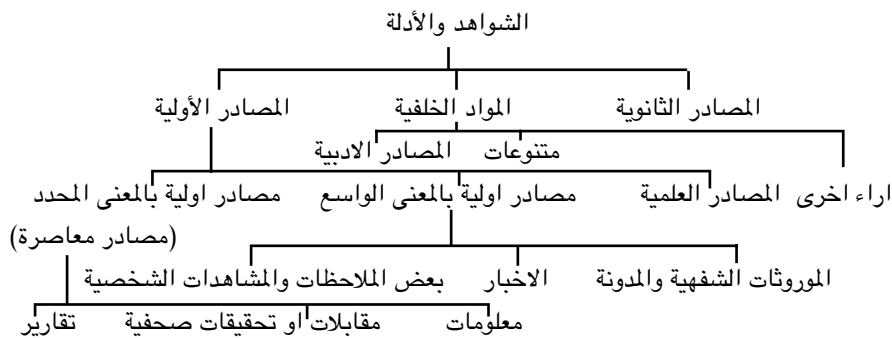 الشواهد والأدلة
المصادر الثانوية المواد الخلفية المصادر الأولية
متنوعات المصادر الادبية
اراء اخرى المصادر العلمية مصادر اولية بالمعنى الواسع مصادر اولية بالمعنى المحدد
(مصادر معاصرة)
الموروثات الشفهية والمدونة الاخبار بعض الملاحظات والمشاهدات الشخصية
معلومات مقابلات او تحقيقات صحفية تقارير